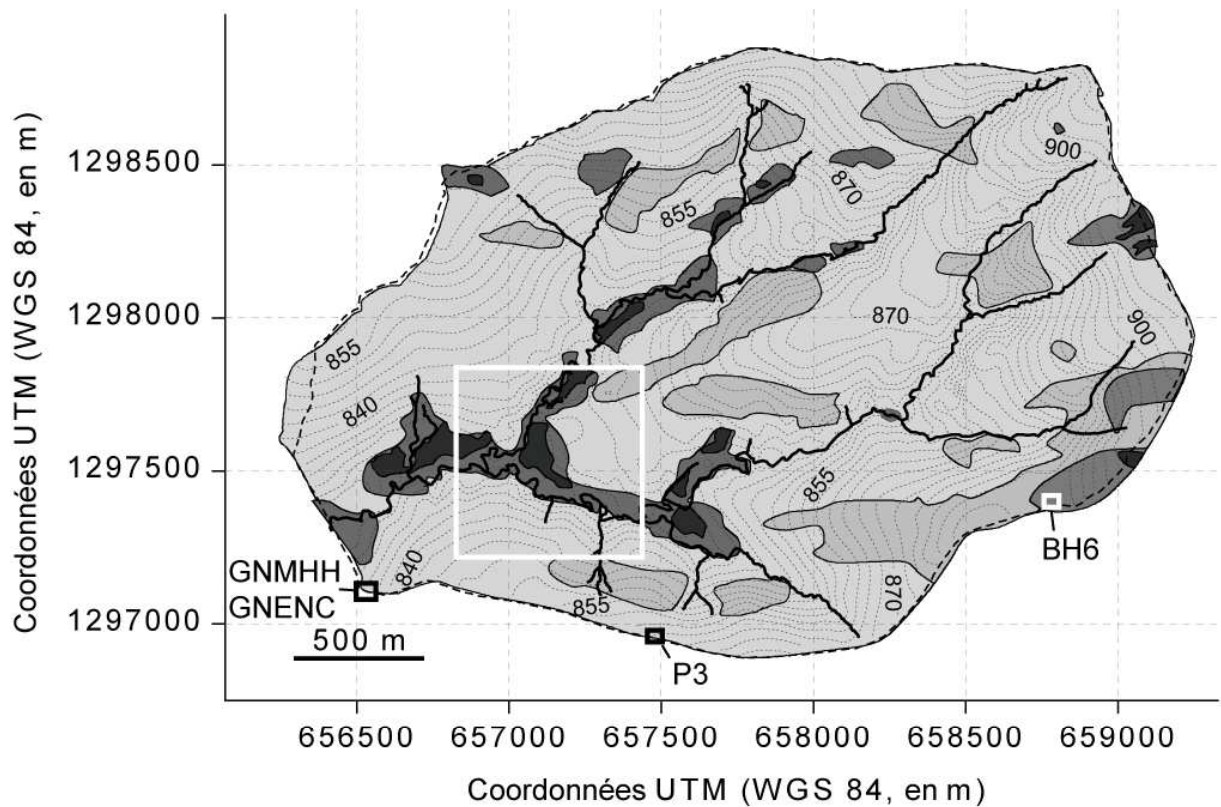 Coordonnées UTM (WGS 84, en m)
1298500
1298000
1297500
1297000
900
870
855
870
900
855
840
855
840
870
855
GNMHH
GNENC
500 m
BH6
P3
656500 657000 657500 658000 658500 659000
Coordonnées UTM (WGS 84, en m)